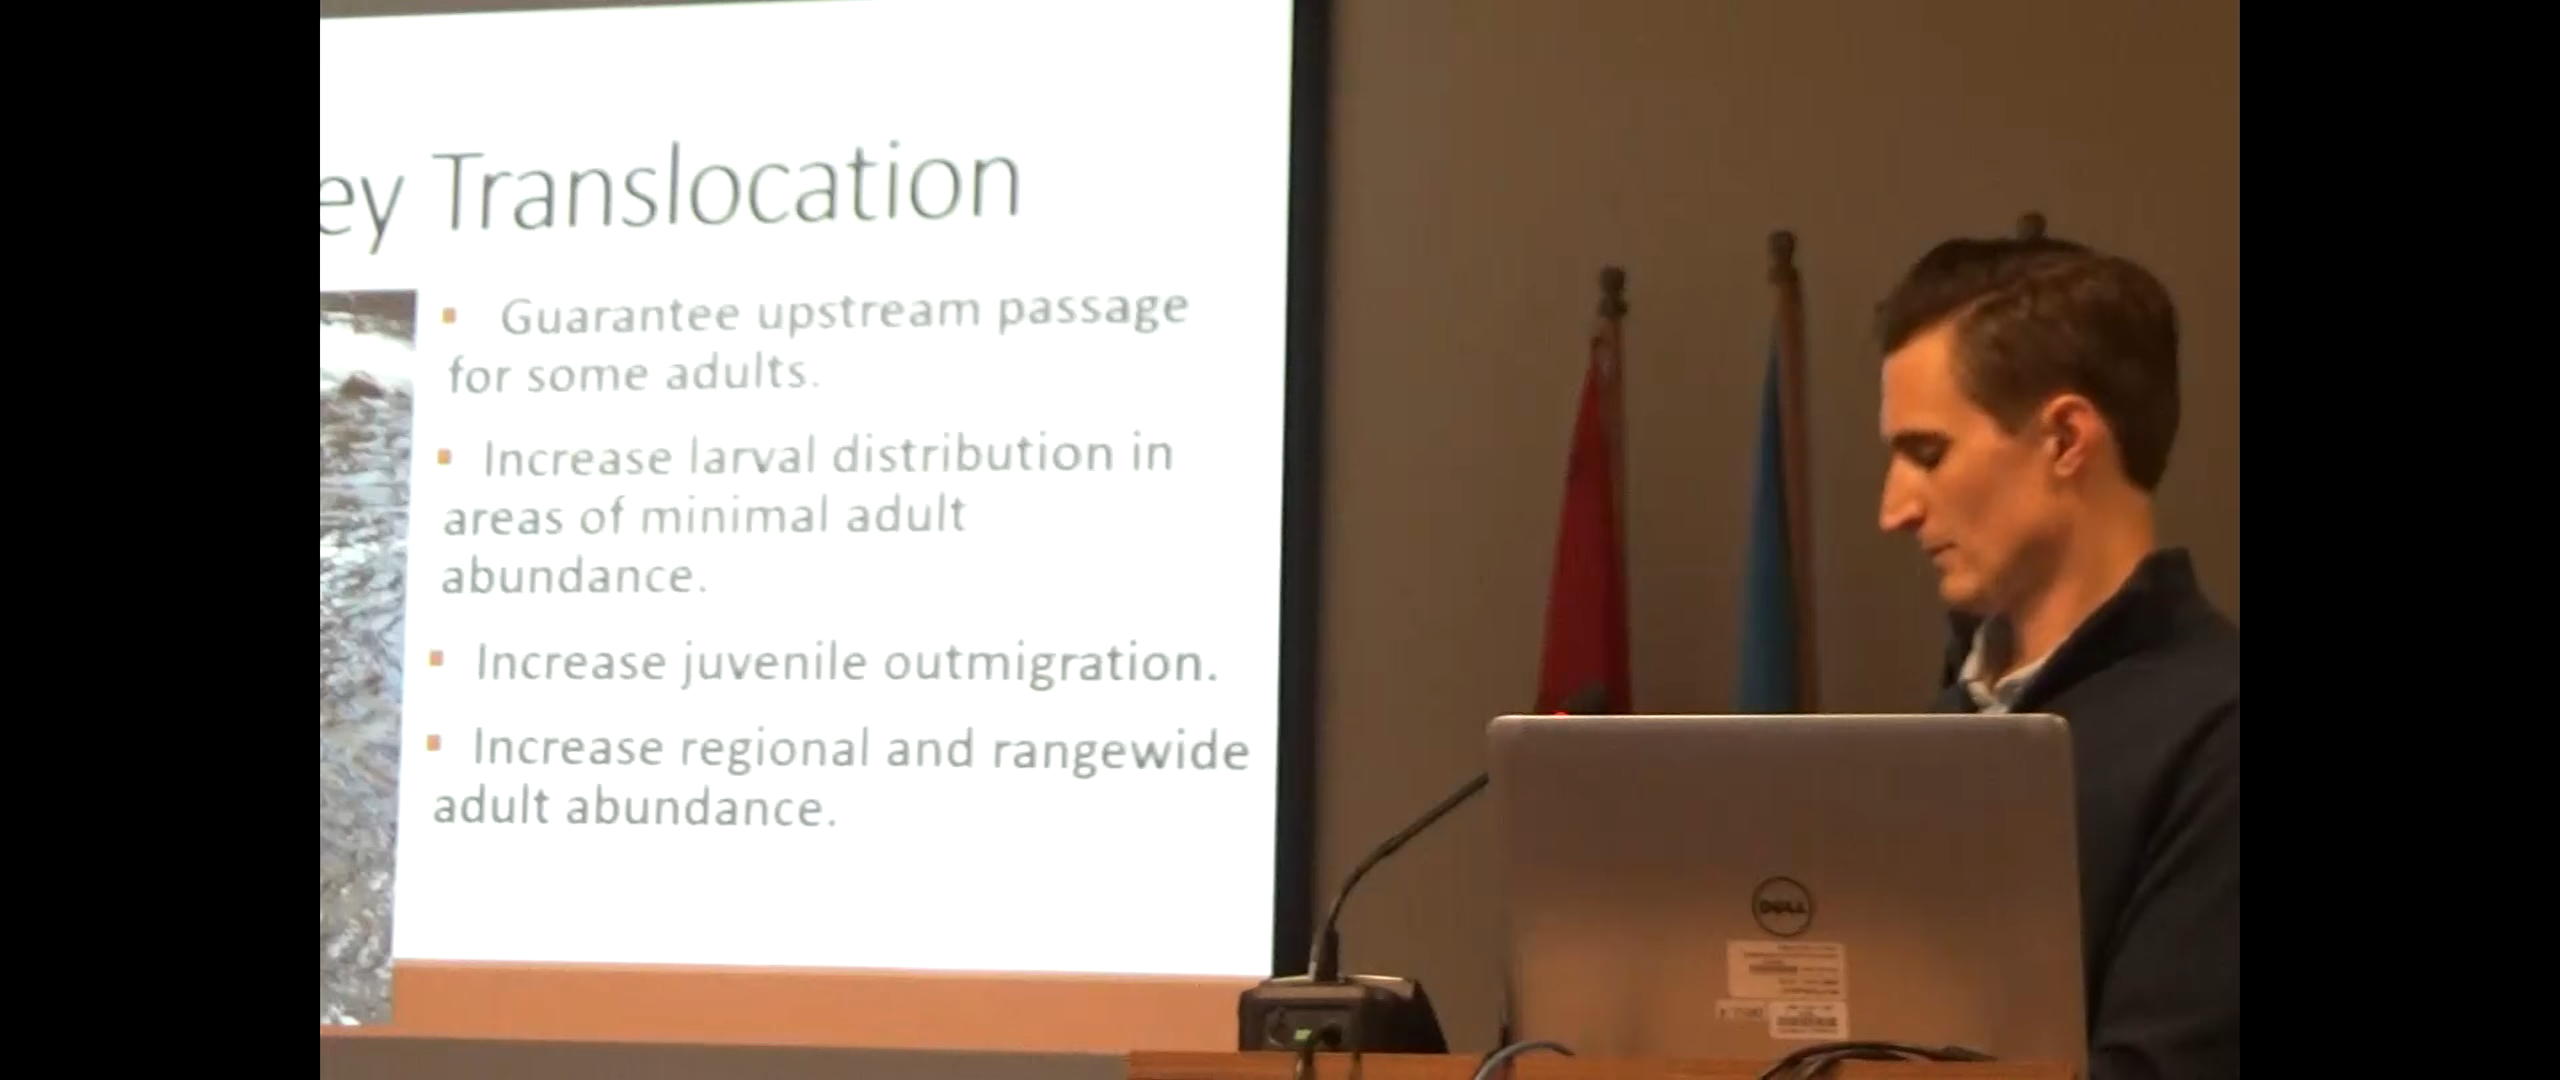 ey Translocation
▪ Guarantee upstream passage
for some adults.
▪ Increase larval distribution in
areas of minimal adult
abundance.
▪ Increase juvenile outmigration.
▪ Increase regional and rangewide
adult abundance.
DELL